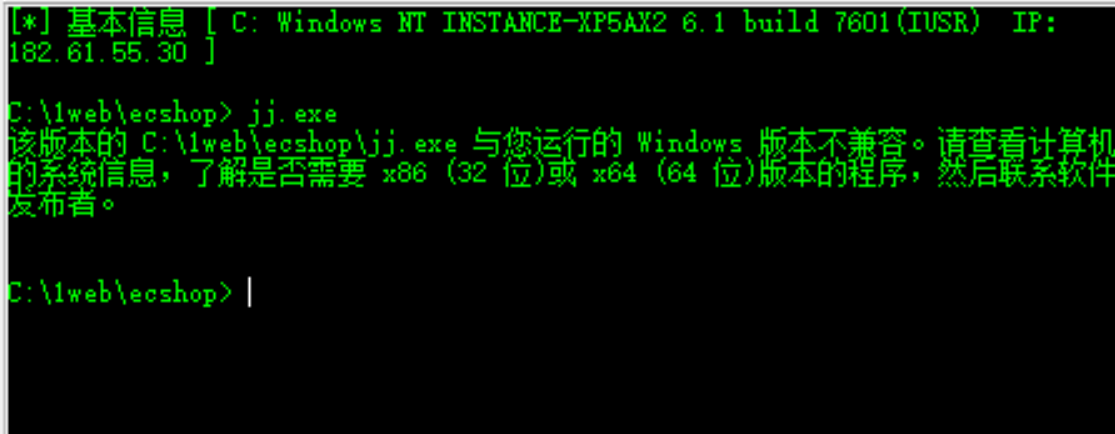 [*] 基本信息 [ C: Windows NT INSTANCE-XP5AX2 6.1 build 7601(IUSR)  IP:
182.61.55.30 ]
C:\1web\ecshop> jj.exe
该版本的 C:\1web\ecshop\jj.exe 与您运行的 Windows 版本不兼容。请查看计算机
的系统信息，了解是否需要 x86 (32 位)或 x64 (64 位)版本的程序，然后联系软件
发布者。
C:\1web\ecshop>